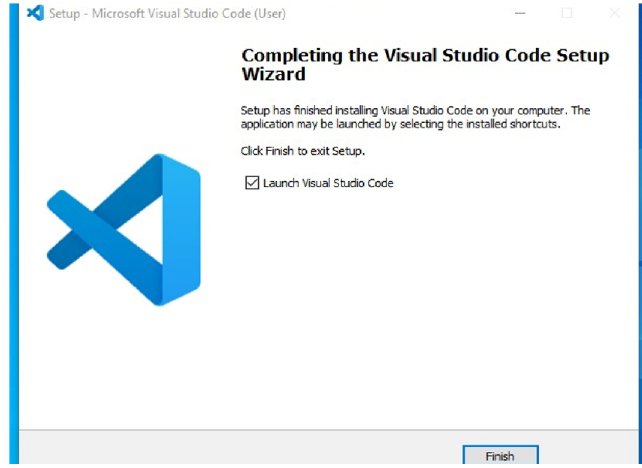 Setup - Microsoft Visual Studio Code (User)
Completing the Visual Studio Code Setup
Wizard
Setup has finished installing Visual Studio Code on your computer. The
application may be launched by selecting the installed shortcuts.
Click Finish to exit Setup.
Launch Visual Studio Code
Finish